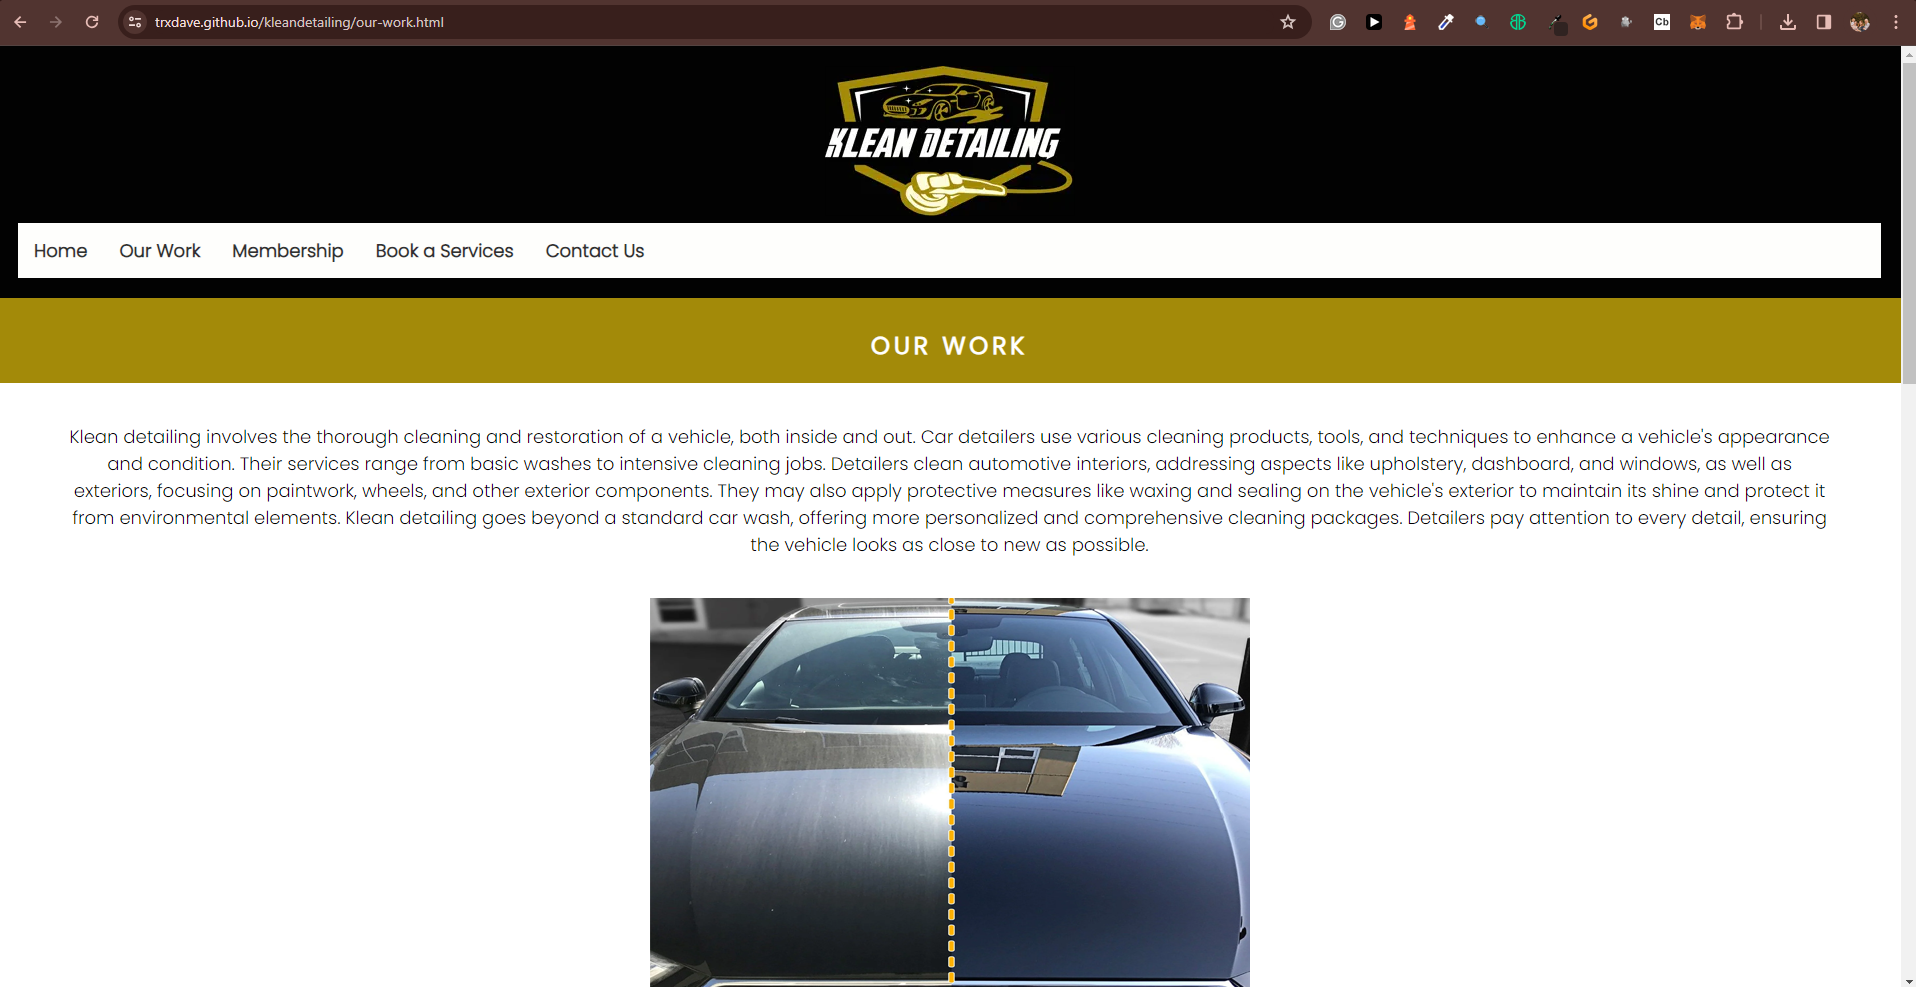 trxdave.github.io/kleandetailing/our-work.html
Cb
KLEAN DETAILING
Home Our Work Membership Book a Services Contact Us
OUR WORK
Klean detailing involves the thorough cleaning and restoration of a vehicle, both inside and out. Car detailers use various cleaning products, tools, and techniques to enhance a vehicle's appearance
and condition. Their services range from basic washes to intensive cleaning jobs. Detailers clean automotive interiors, addressing aspects like upholstery, dashboard, and windows, as well as
exteriors, focusing on paintwork, wheels, and other exterior components. They may also apply protective measures like waxing and sealing on the vehicle's exterior to maintain its shine and protect it
from environmental elements. Klean detailing goes beyond a standard car wash, offering more personalized and comprehensive cleaning packages. Detailers pay attention to every detail, ensuring
the vehicle looks as close to new as possible.